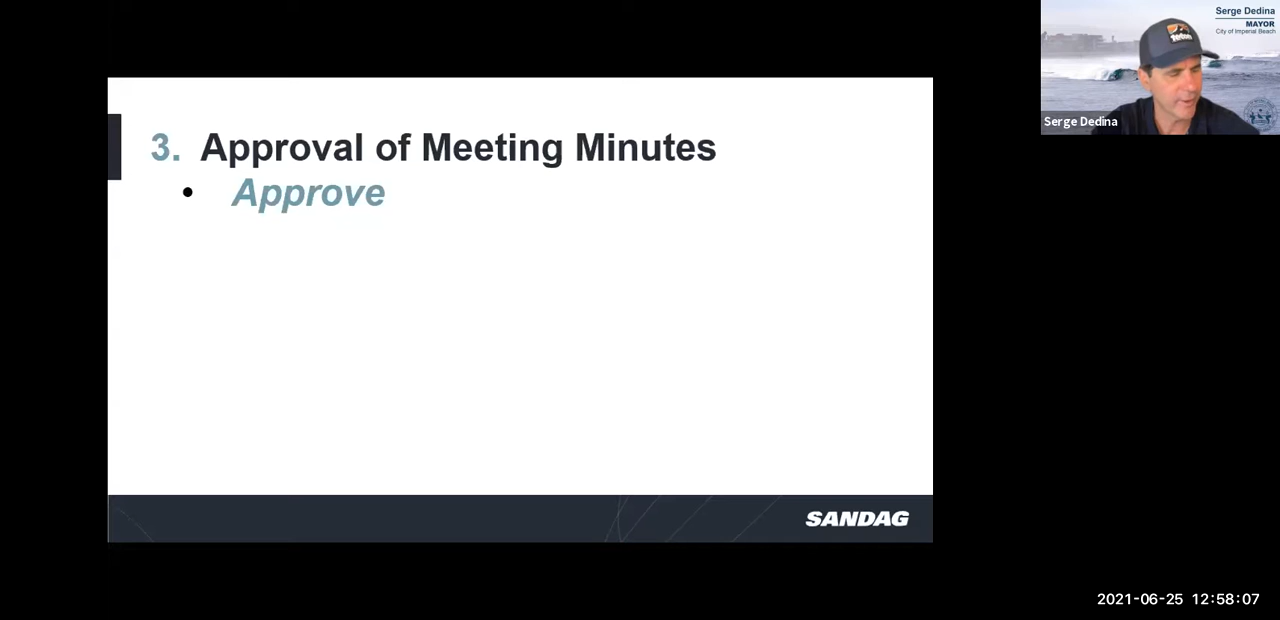 3. Approval of Meeting Minutes
• Approve
SANDAG
Serge Dedina
MAYOR
City of Imperial Beach
Serge Dedina
2021-06-25 12:58:07